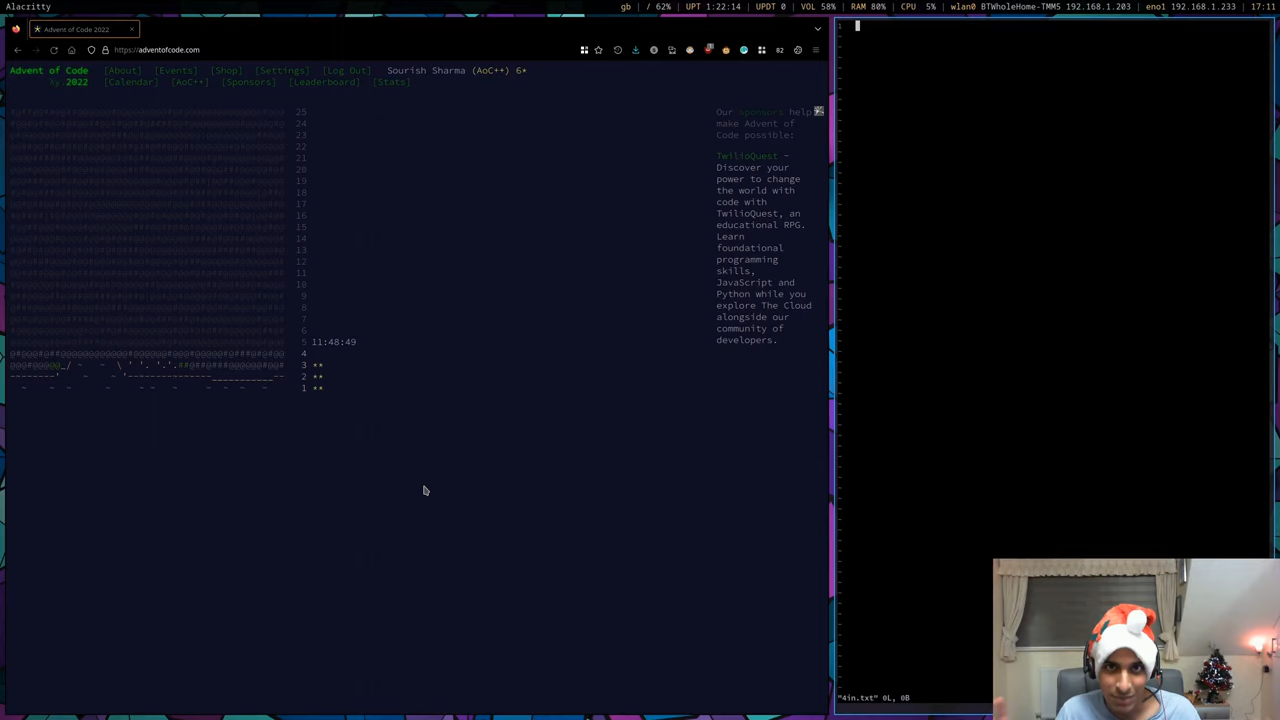 Alacritty
gb | / 62% | UPT 1:22:14 | UPDT 0 | VOL 58% | RAM 80% | CPU 5% | wlan0 BTWholeHome-TMM5 192.168.1.203 | eno1 192.168.1.233 | 17:11
Advent of Code 2022
https://adventofcode.com
82
Advent of Code [About] [Events] [Shop] [Settings] [Log Out] Sourish Sharma (AoC++) 6*
λy.2022 [Calendar] [AoC++] [Sponsors] [Leaderboard] [Stats]
25
24
23
22
21
20
19
18
17
16
15
14
13
12
11
10
9
8
7
6
5 11:48:49
4
3 **
2 **
1 **
Our sponsors help
make Advent of
Code possible:
TwilioQuest -
Discover your
power to change
the world with
code with
TwilioQuest, an
educational RPG.
Learn
foundational
programming
skills,
JavaScript and
Python while you
explore The Cloud
alongside our
community of
developers.
1
"4in.txt" 0L, 0B